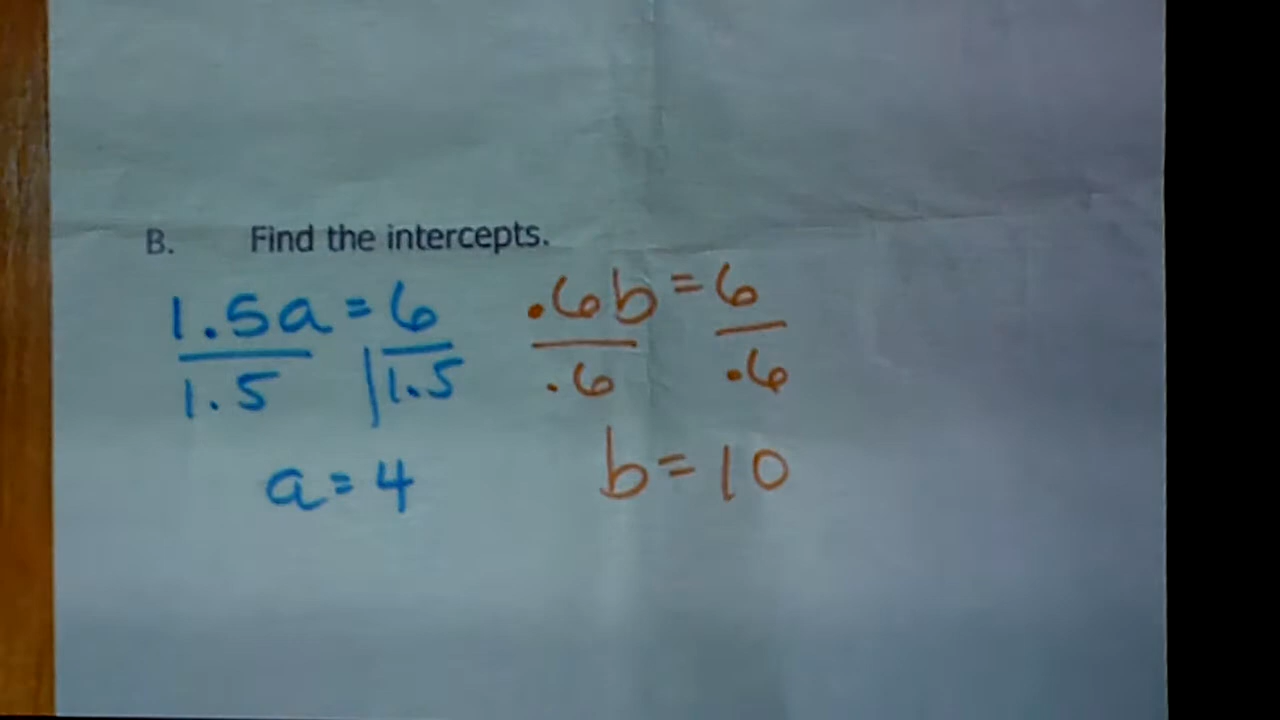 B. Find the intercepts.
1.5a = 6 .6b = 6
1.5 1.5 .6 .6
a = 4 b = 10